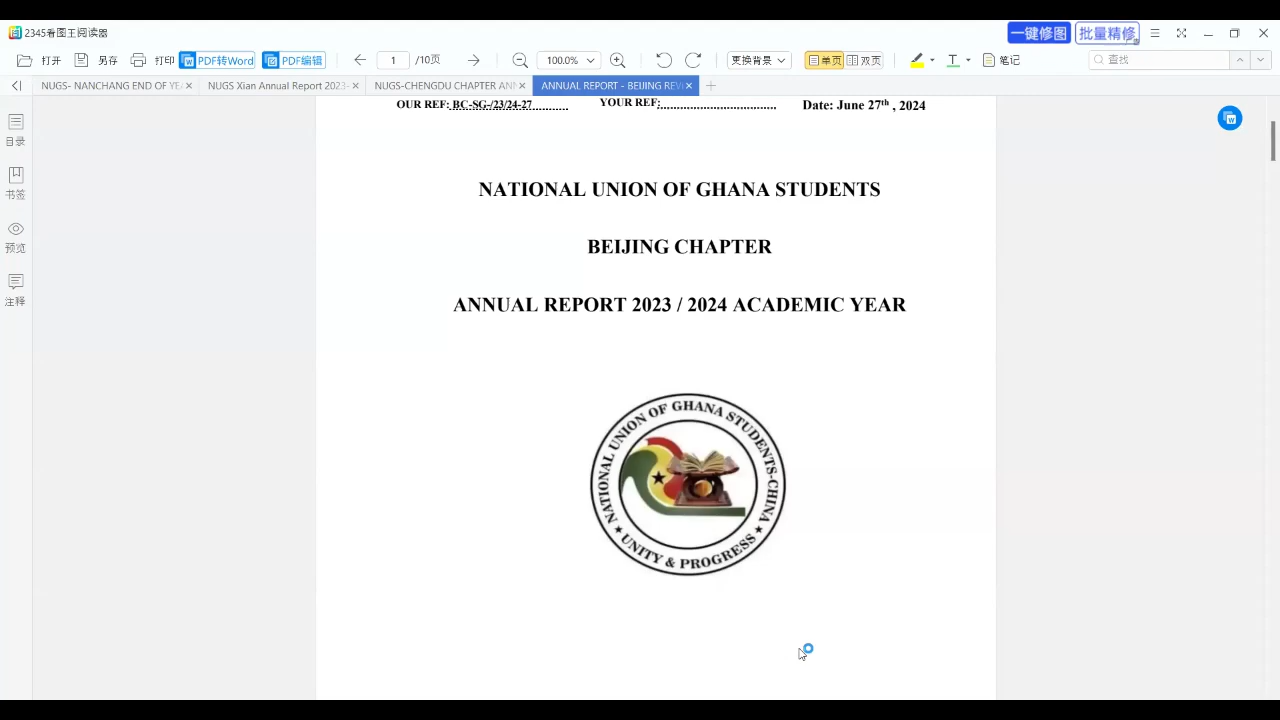 2345看图王阅读器
一键修图 批量精修
打开 另存 打印 PDF转Word PDF编辑 1 /10页 100.0% 更换背景 单页 双页 T 笔记 查找
NUGS- NANCHANG END OF YE NUGS Xian Annual Report 2023- NUGS-CHENGDU CHAPTER ANN ANNUAL REPORT - BEIJING REV
目录
书签
预览
注释
OUR REF: BC-SG-/23/24-27 YOUR REF: Date: June 27th , 2024
NATIONAL UNION OF GHANA STUDENTS
BEIJING CHAPTER
ANNUAL REPORT 2023 / 2024 ACADEMIC YEAR
NATIONAL UNION OF GHANA STUDENTS-CHINA
UNITY & PROGRESS